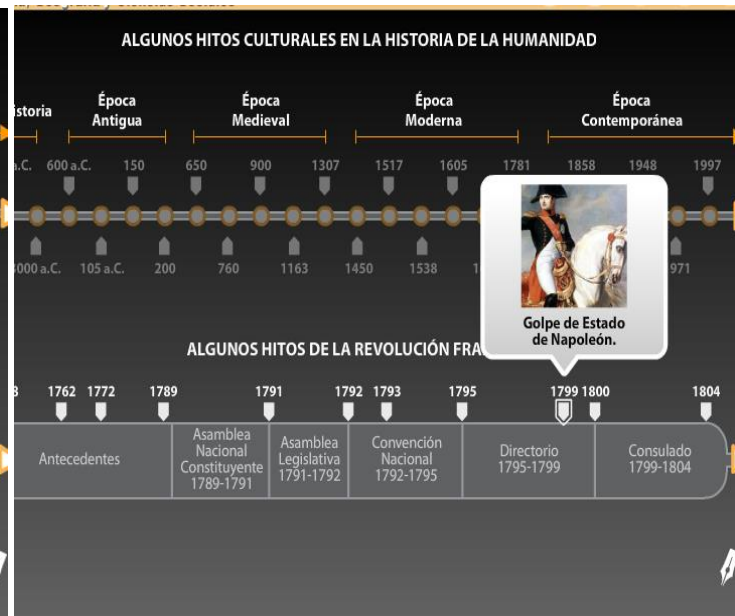 ALGUNOS HITOS CULTURALES EN LA HISTORIA DE LA HUMANIDAD
Época Antigua
Época Medieval
Época Moderna
Época Contemporánea
600 a.C. 150 650 900 1307 1517 1605 1781 1858 1948 1997
105 a.C. 200 760 1163 1450 1538
Golpe de Estado
de Napoleón.
ALGUNOS HITOS DE LA REVOLUCIÓN
1762 1772 1789 1791 1792 1793 1795 1799 1800 1804
Antecedentes
Asamblea
Nacional
Constituyente
1789-1791
Asamblea
Legislativa
1791-1792
Convención
Nacional
1792-1795
Directorio
1795-1799
Consulado
1799-1804